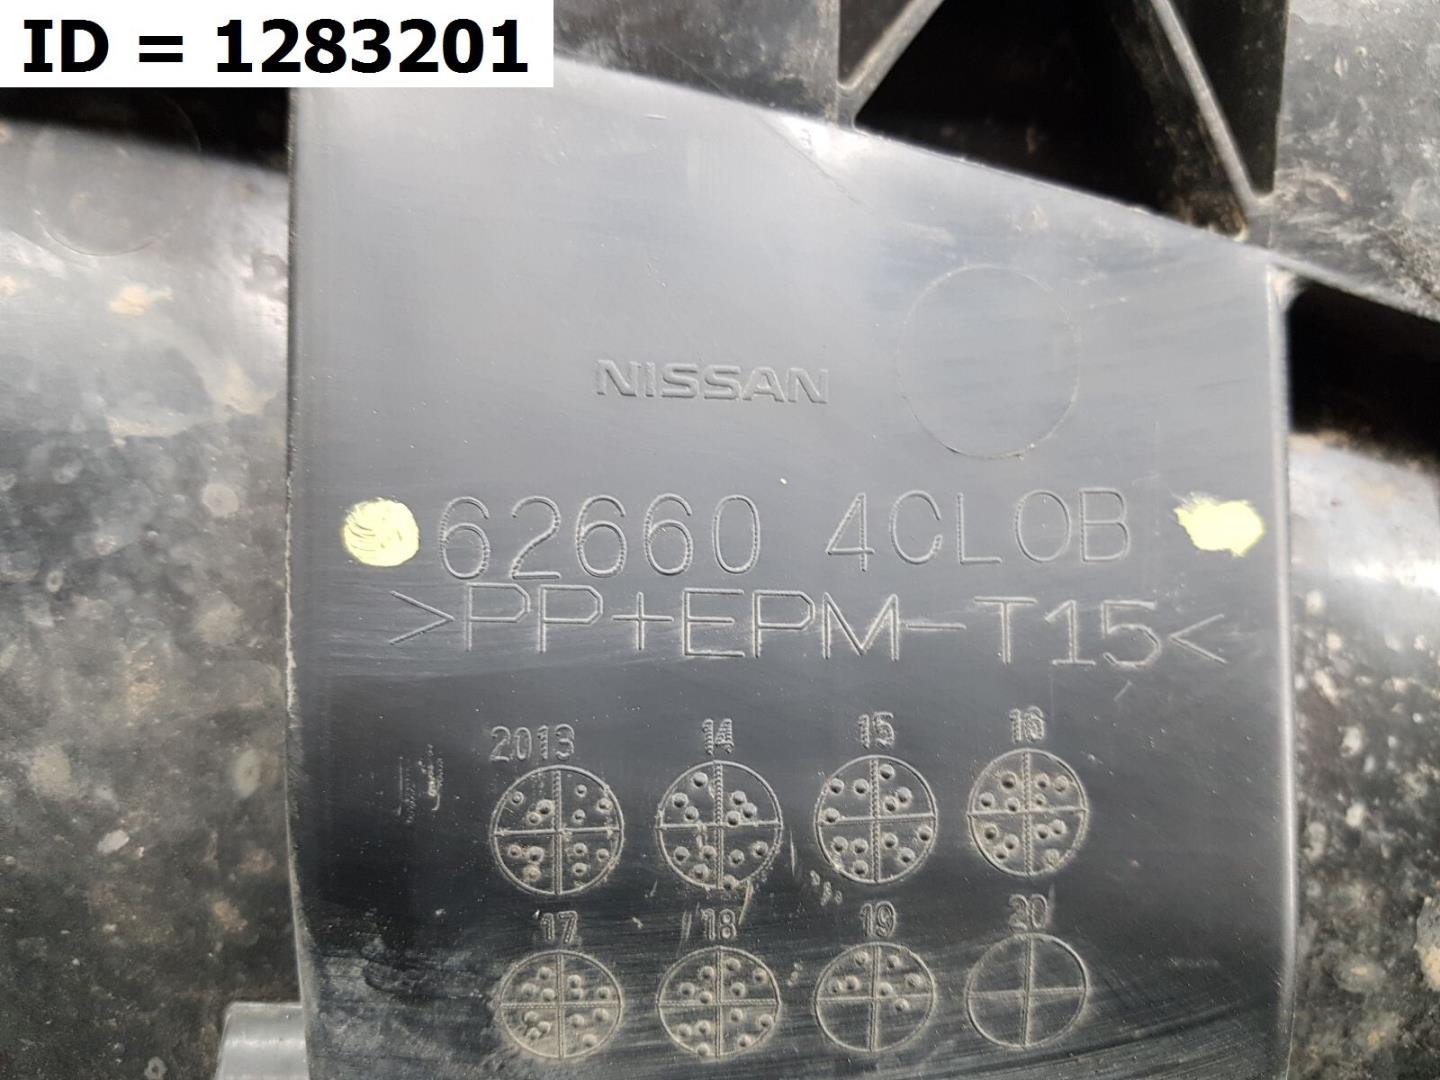 ID = 1283201
NISSAN
62660 4CL0B
>PP+EPM-T15<
2013 14 15 16
17 18 19 20